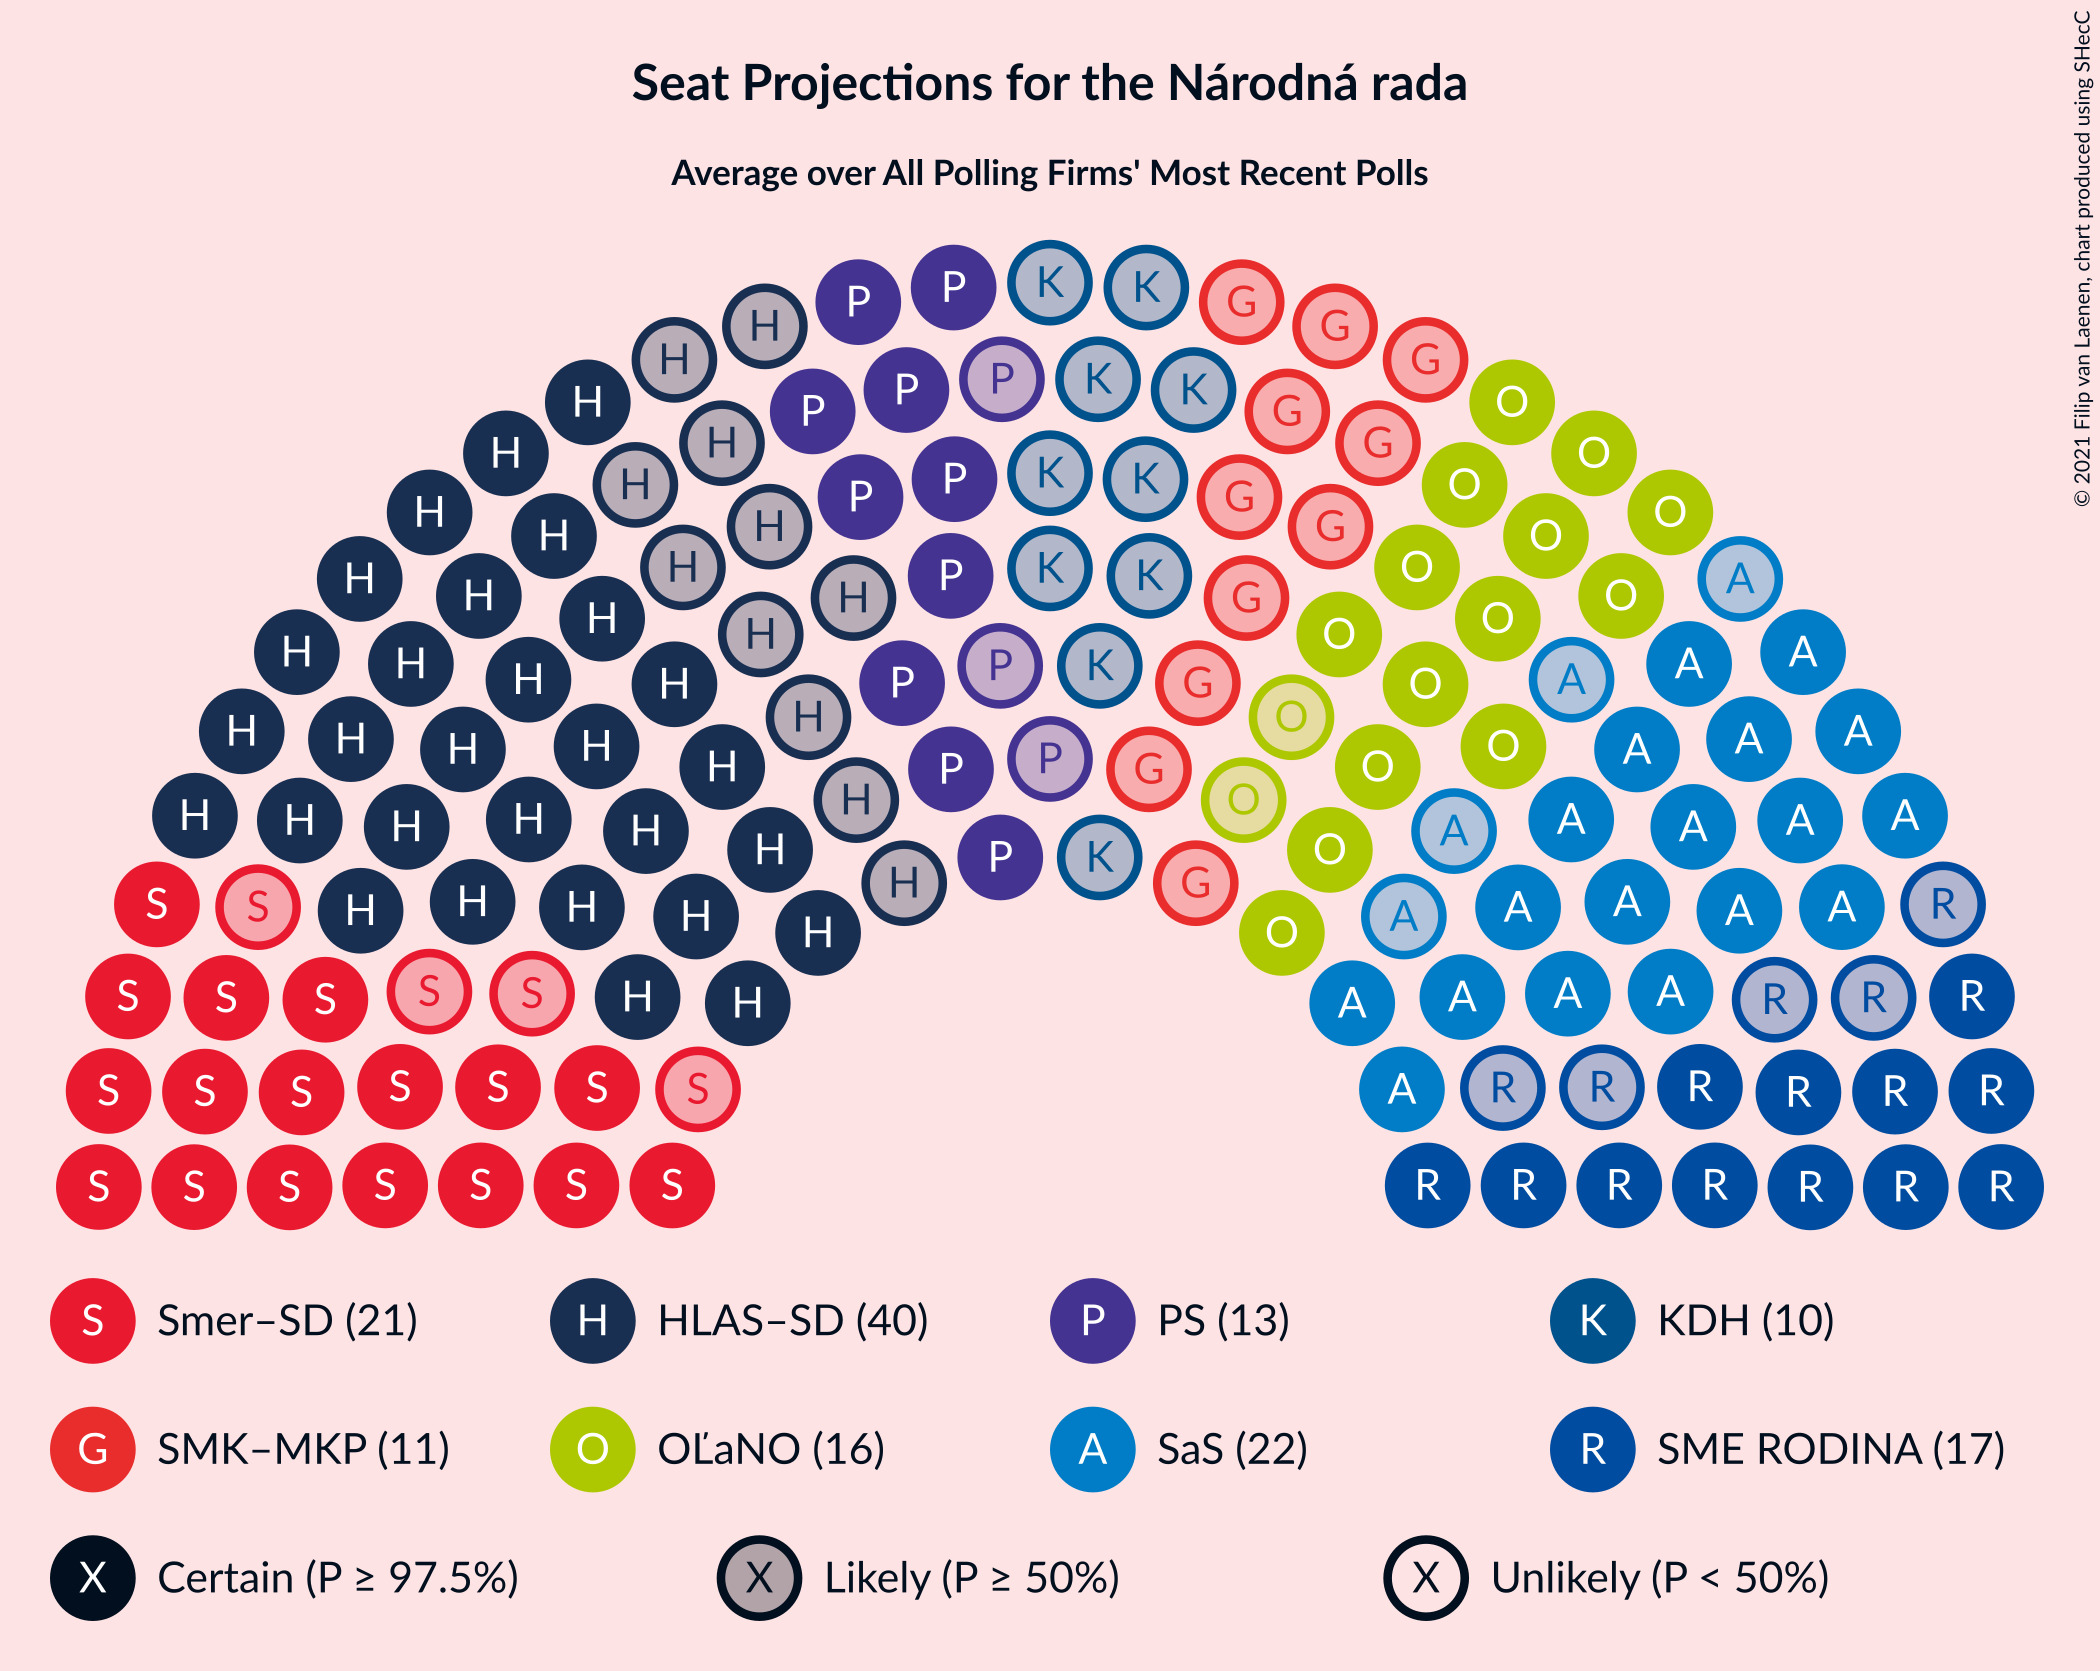 Seat Projections for the Národná rada
Average over All Polling Firms' Most Recent Polls
© 2021 Filip van Laenen, chart produced using SHecC
H H P P K K G G G
H H H P P P K K G G O O
H H H P P K K G G O O O O
H H H H H P K K G O O O O A
H H H H H H P P K G O O O A A A
H H H H H H H P P G O O O A A A
H H H H H H H P K G O O A A A A A
S S H H H H H H O A A A A A R
S S S S S H H A A A A R R R
S S S S S S S A R R R R R R
S S S S S S S R R R R R R R
S Smer–SD (21) H HLAS–SD (40) P PS (13) K KDH (10)
G SMK–MKP (11) O OĽaNO (16) A SaS (22) R SME RODINA (17)
X Certain (P ≥ 97.5%) X Likely (P ≥ 50%) X Unlikely (P < 50%)